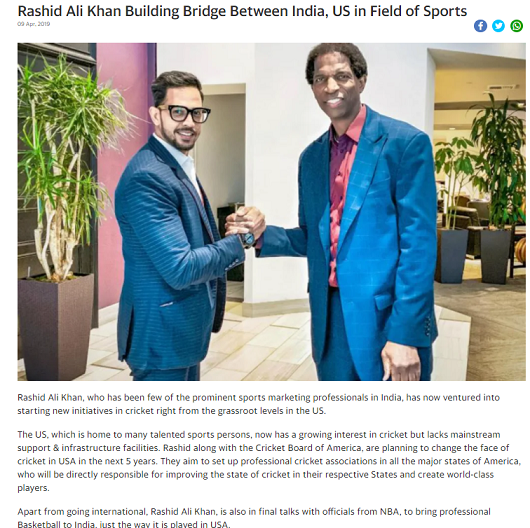 Rashid Ali Khan Building Bridge Between India, US in Field of Sports
09 Apr, 2019
Rashid Ali Khan, who has been few of the prominent sports marketing professionals in India, has now ventured into
starting new initiatives in cricket right from the grassroot levels in the US.
The US, which is home to many talented sports persons, now has a growing interest in cricket but lacks mainstream
support & infrastructure facilities. Rashid along with the Cricket Board of America, are planning to change the face of
cricket in USA in the next 5 years. They aim to set up professional cricket associations in all the major states of America,
who will be directly responsible for improving the state of cricket in their respective States and create world-class
players.
Apart from going international, Rashid Ali Khan, is also in final talks with officials from NBA, to bring professional
Basketball to India, just the way it is played in USA.